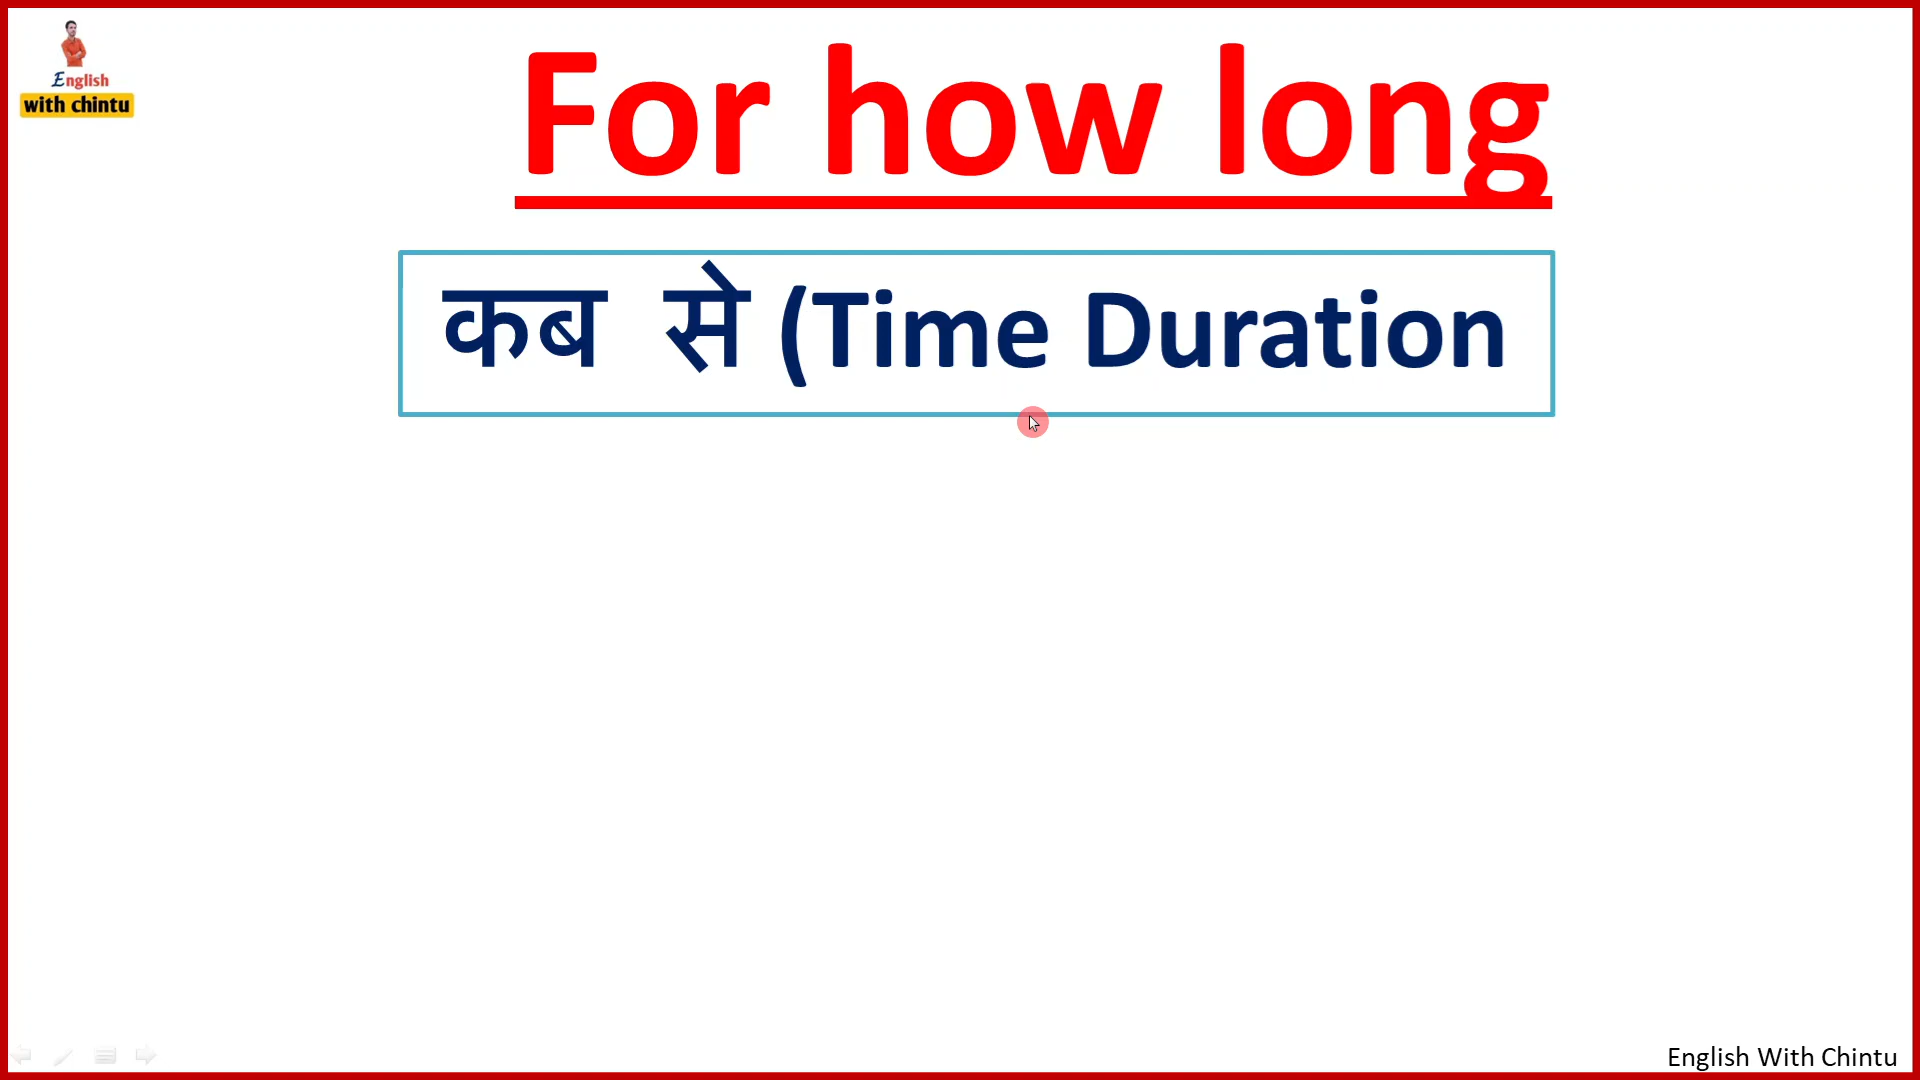 English
with chintu
For how long
कब से (Time Duration
English With Chintu